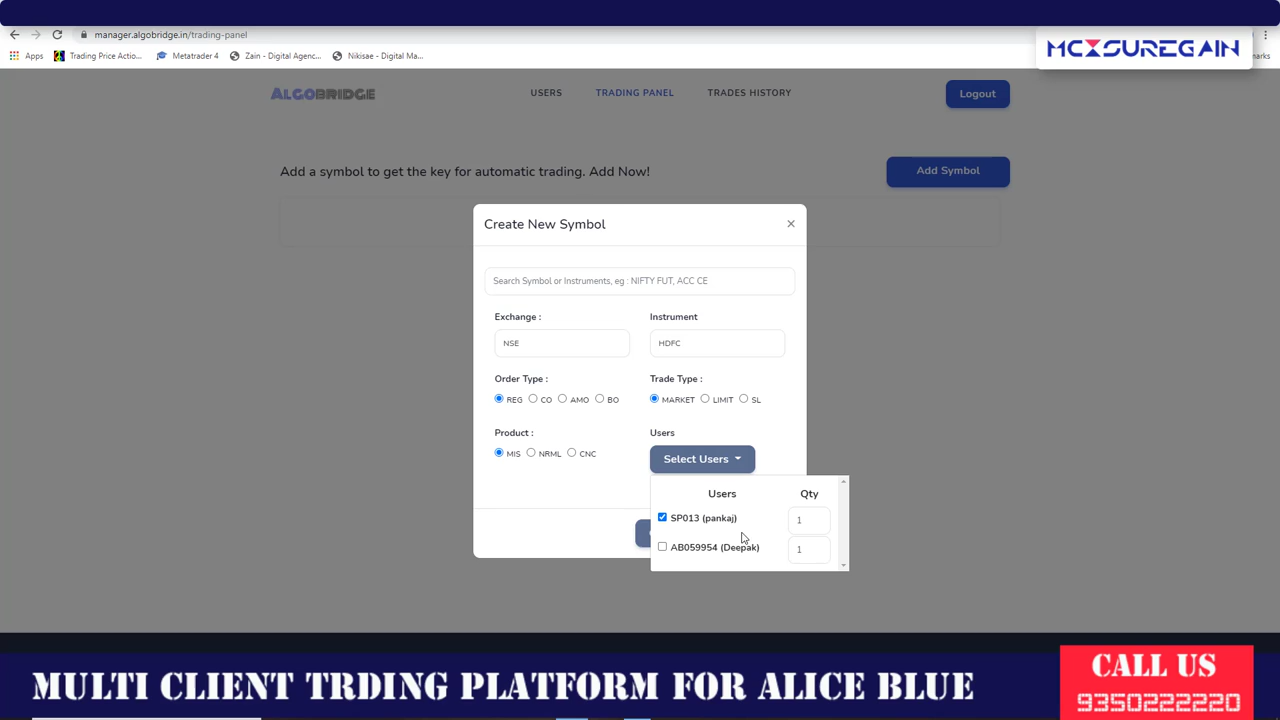 manager.algobridge.in/trading-panel
MCXSUREGAIN
Apps
Trading Price Actio...
Metatrader 4
Zain - Digital Agenc...
Nikisae - Digital Ma...
ALGOBRIDGE
USERS
TRADING PANEL
TRADES HISTORY
Logout
Add a symbol to get the key for automatic trading. Add Now!
Add Symbol
Create New Symbol
×
Search Symbol or Instruments, eg : NIFTY FUT, ACC CE
Exchange :
Instrument
NSE
HDFC
Order Type :
Trade Type :
REG CO AMO BO
MARKET LIMIT SL
Product :
Users
MIS NRML CNC
Select Users
Users Qty
SP013 (pankaj) 1
AB059954 (Deepak) 1
MULTI CLIENT TRDING PLATFORM FOR ALICE BLUE
CALL US
9350222220